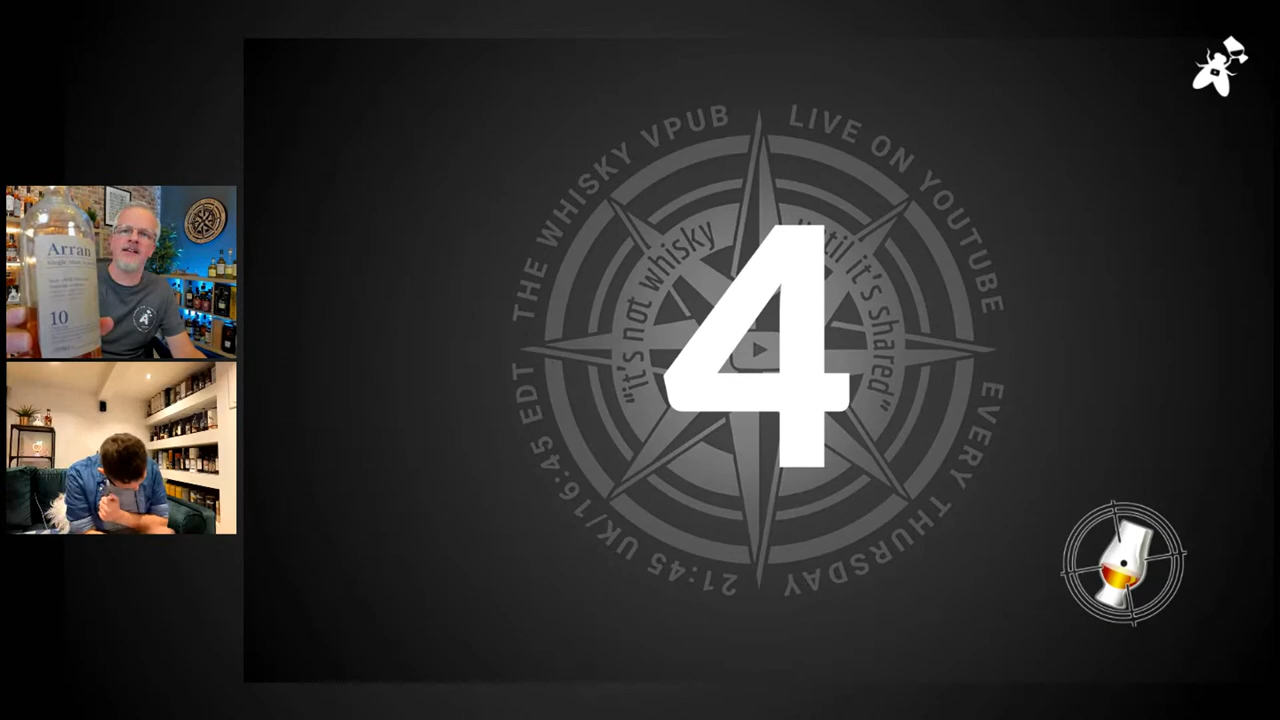 THE WHISKY VPUB
LIVE ON YOUTUBE
EVERY THURSDAY
21:45 UK/16:45 EDT
"it's not whisky
until it's shared"
4
Arran
10